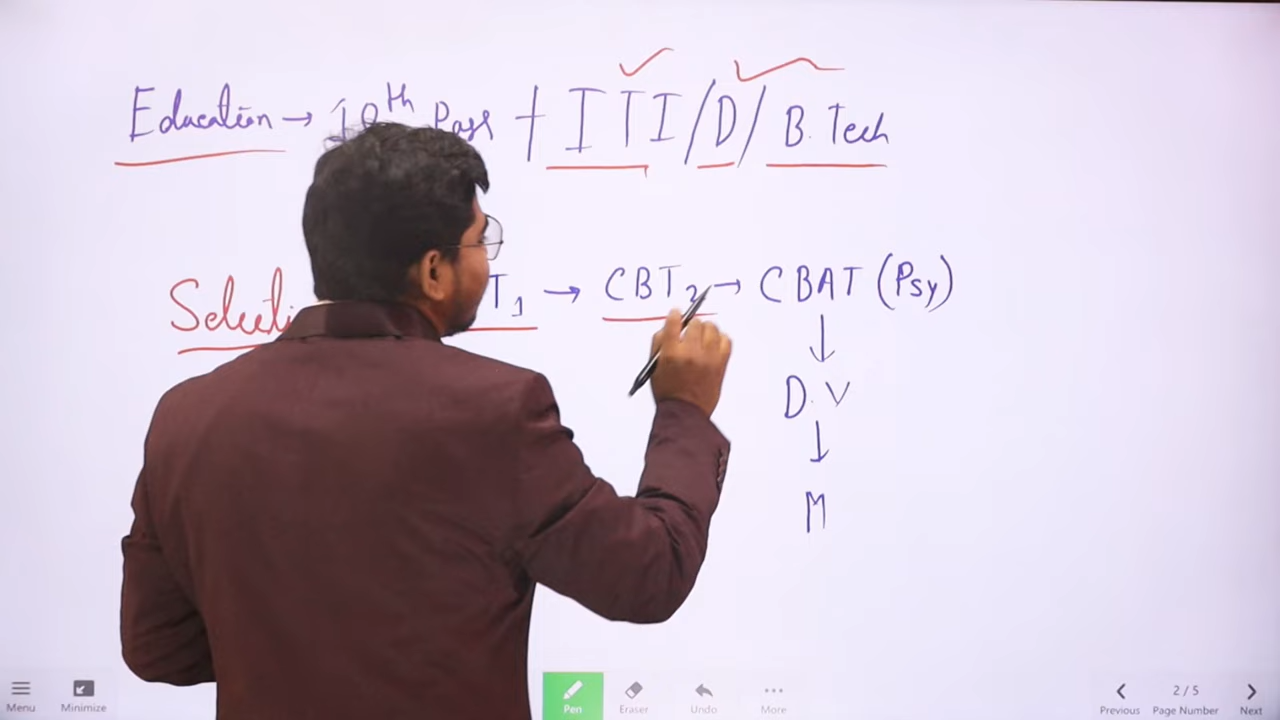 Education → 10th Pass + ITI/D/B.Tech
Selecti T1 → CBT2 → CBAT (Psy)
↓
D.V
↓
M
Menu Minimize Pen Eraser Undo More Previous 2/5 Page Number Next